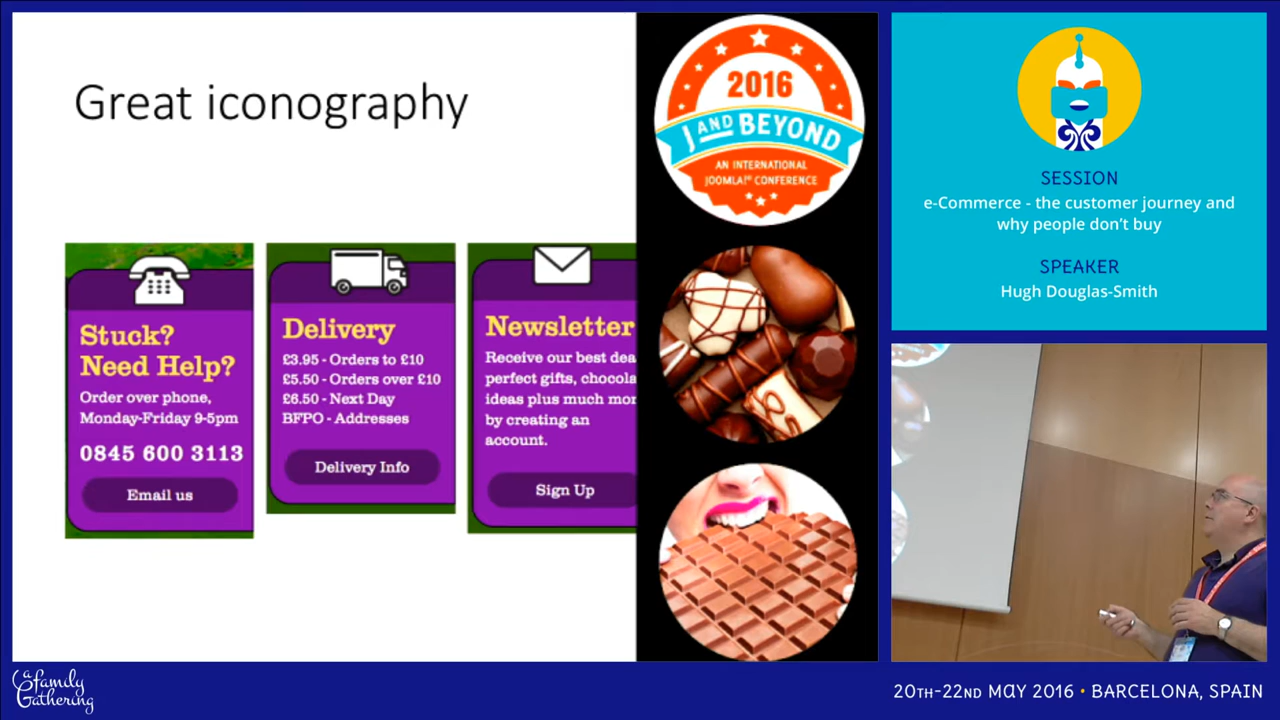 Great iconography
Stuck?
Need Help?
Order over phone,
Monday-Friday 9-5pm
0845 600 3113
Email us
Delivery
£3.95 - Orders to £10
£5.50 - Orders over £10
£6.50 - Next Day
BFPO - Addresses
Delivery Info
Newsletter
Receive our best dea
perfect gifts, chocola
ideas plus much mor
by creating an
account.
Sign Up
2016
J AND BEYOND
AN INTERNATIONAL
JOOMLA!® CONFERENCE
SESSION
e-Commerce - the customer journey and
why people don't buy
SPEAKER
Hugh Douglas-Smith
a family
Gathering
20TH-22ND MAY 2016 • BARCELONA, SPAIN